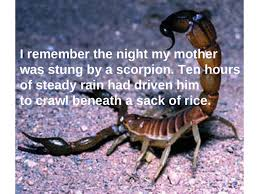 I remember the night my mother
was stung by a scorpion. Ten hours
of steady rain had driven him
to crawl beneath a sack of rice.